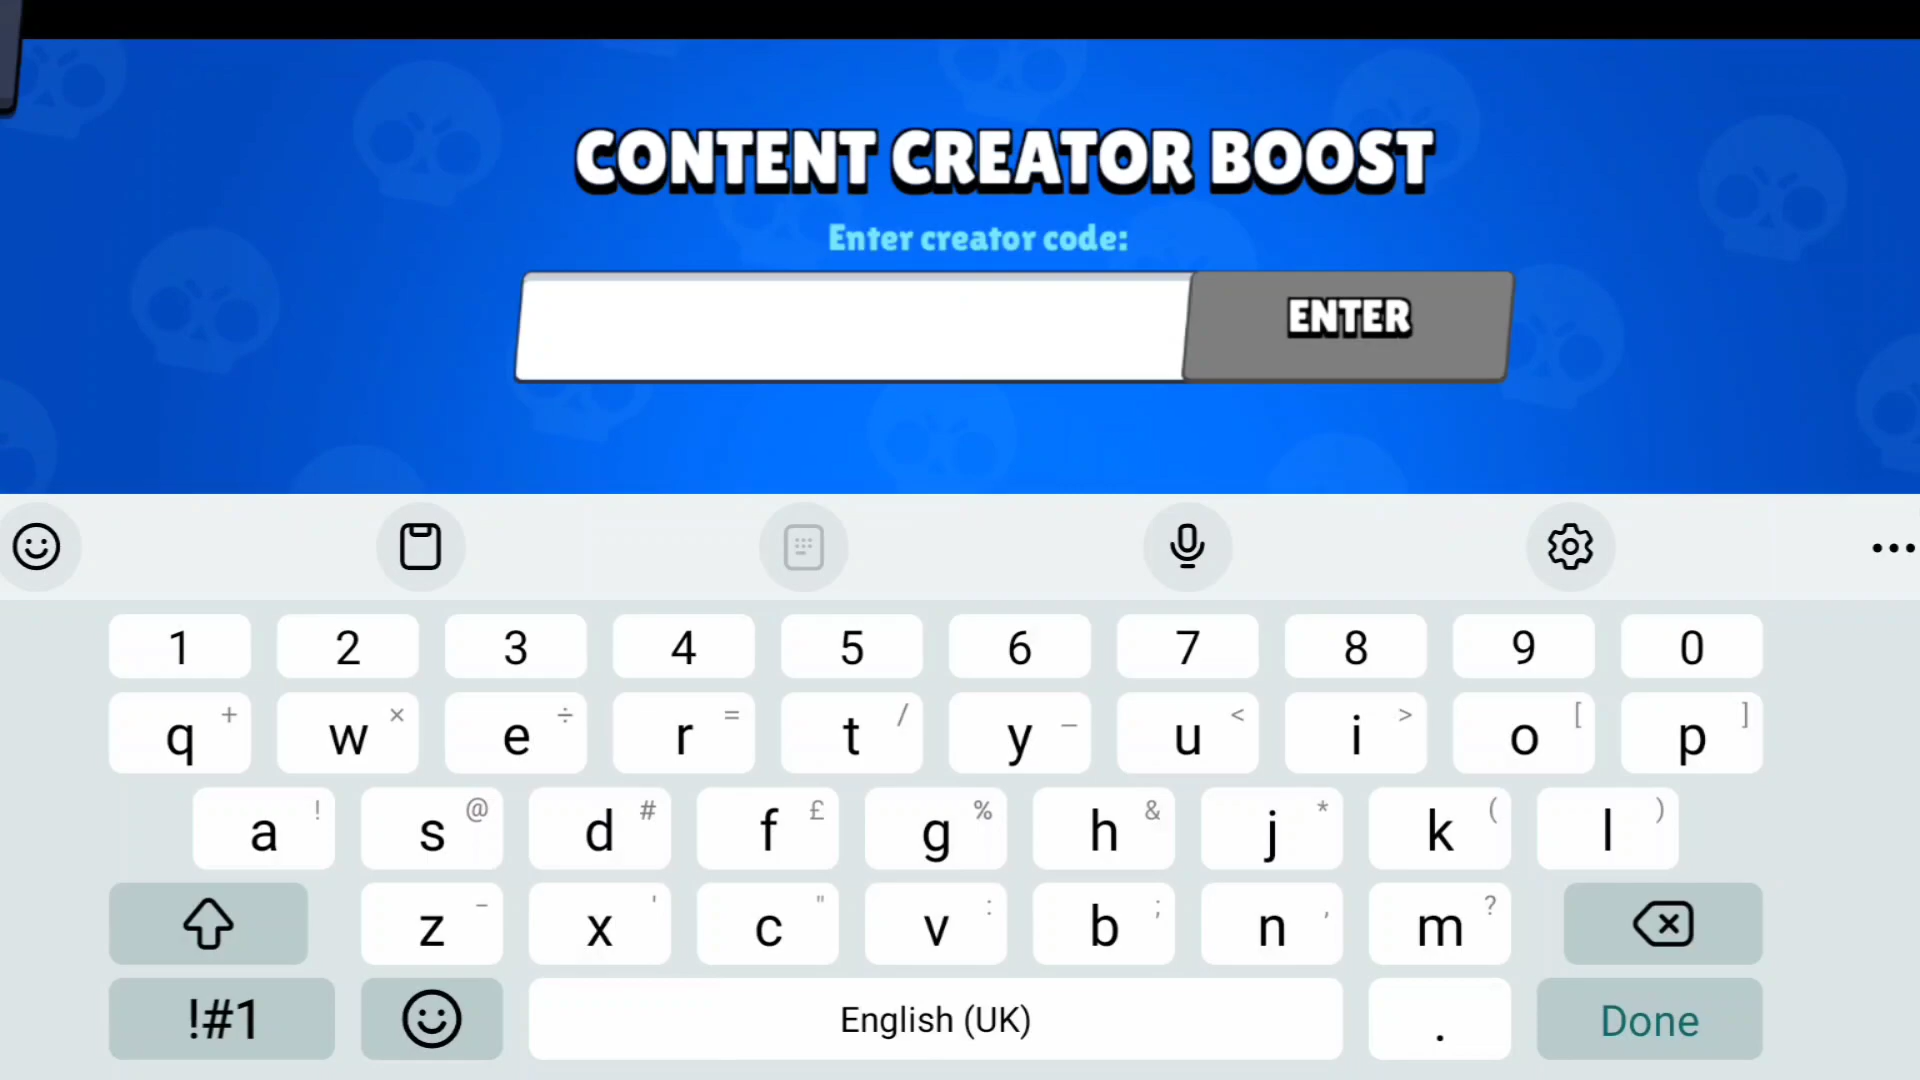 CONTENT CREATOR BOOST
Enter creator code:
ENTER
1 2 3 4 5 6 7 8 9 0
q + w × e ÷ r = t / y _ u < i > o [ p ]
a ! s @ d # f £ g % h & j * k ( l )
z - x ' c " v : b ; n , m ?
!#1 English (UK) . Done